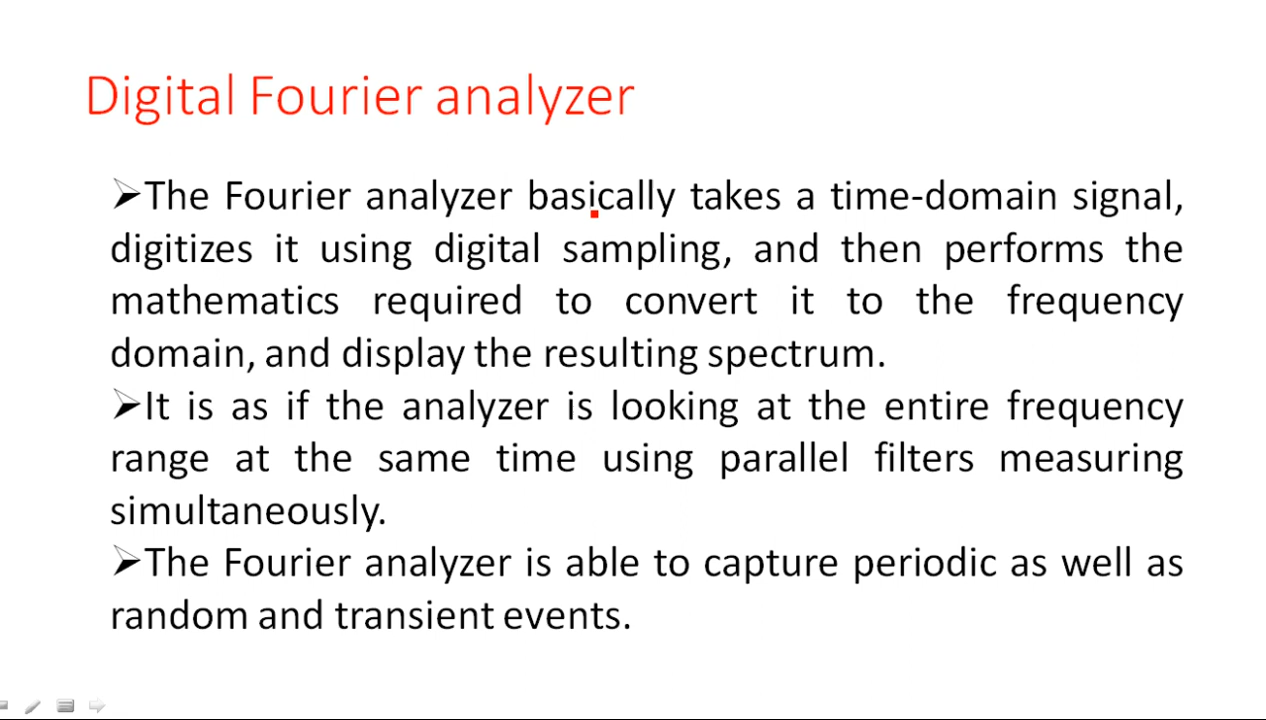 Digital Fourier analyzer
➢The Fourier analyzer basically takes a time-domain signal,
digitizes it using digital sampling, and then performs the
mathematics required to convert it to the frequency
domain, and display the resulting spectrum.
➢It is as if the analyzer is looking at the entire frequency
range at the same time using parallel filters measuring
simultaneously.
➢The Fourier analyzer is able to capture periodic as well as
random and transient events.